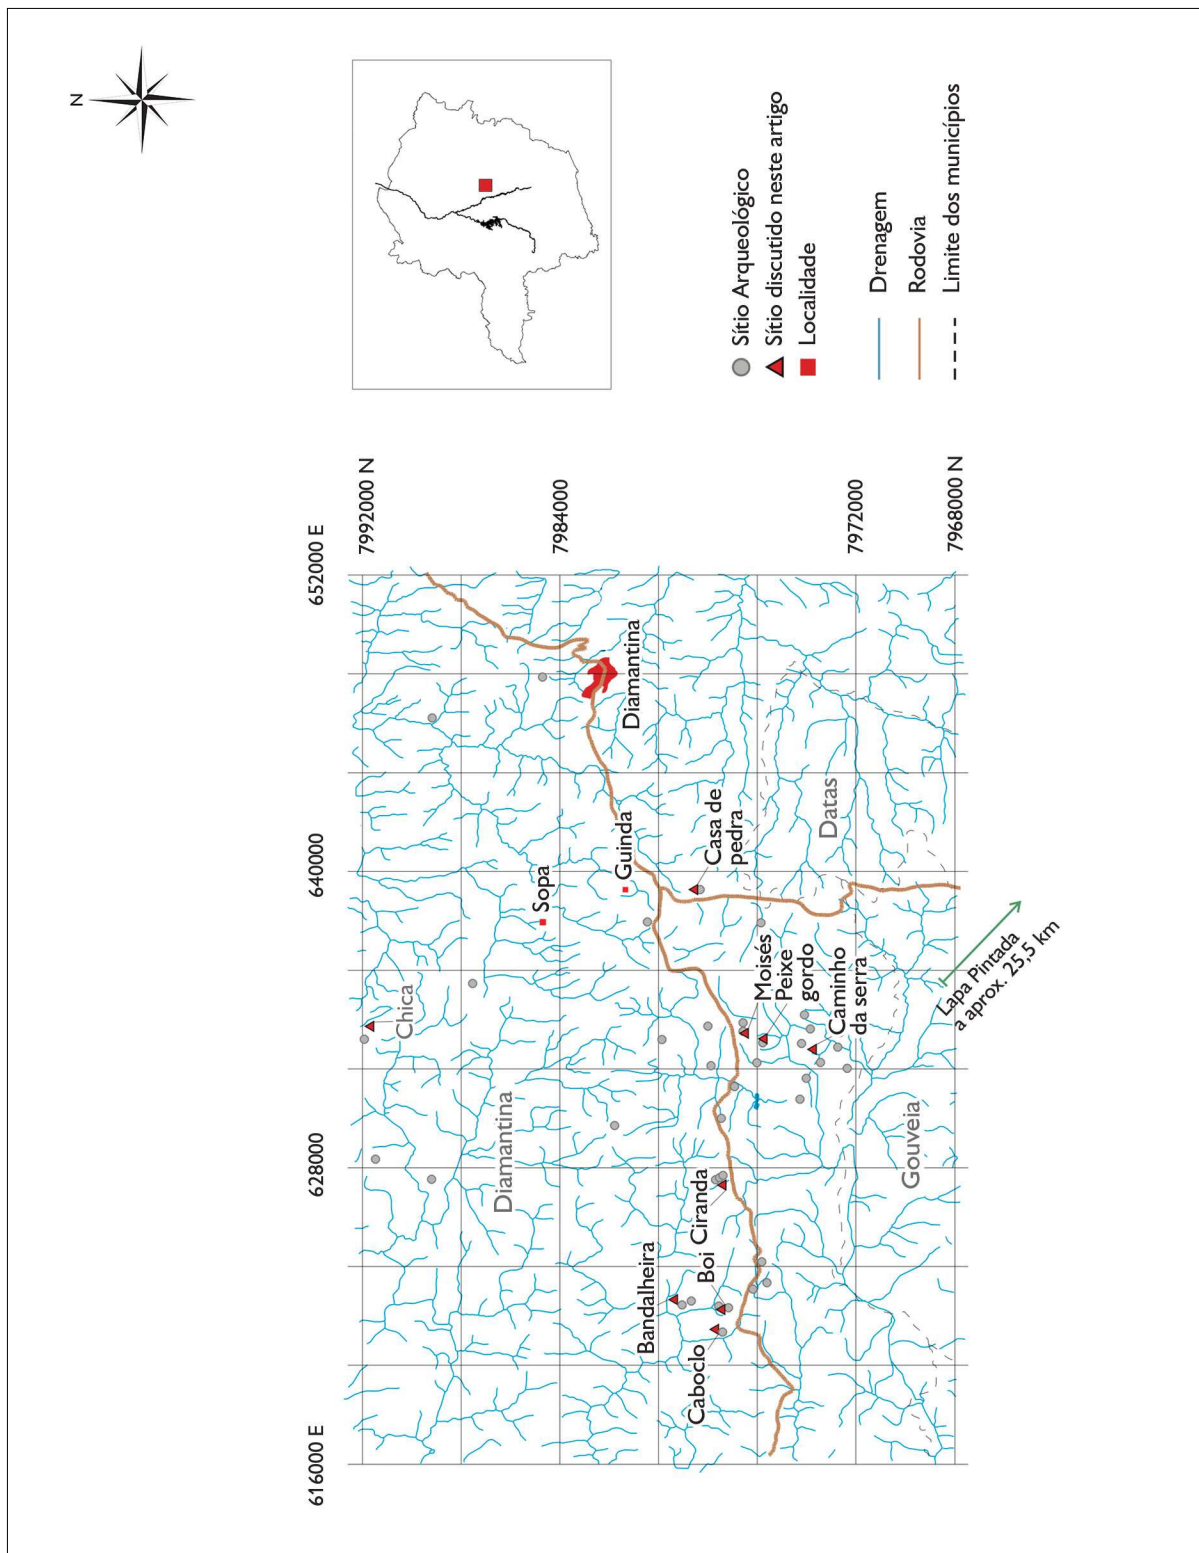 N
Sítio Arqueológico
Sítio discutido neste artigo
Localidade
Drenagem
Rodovia
Limite dos municípios
616000 E
628000
640000
652000 E
7992000 N
7984000
7972000
7968000 N
Chica
Sopa
Diamantina
Guinda
Diamantina
Bandalheira
Caboclo
Boi
Ciranda
Casa de
pedra
Moisés
Peixe
gordo
Caminho
da serra
Datas
Gouveia
Lapa Pintada
a aprox. 25,5 km